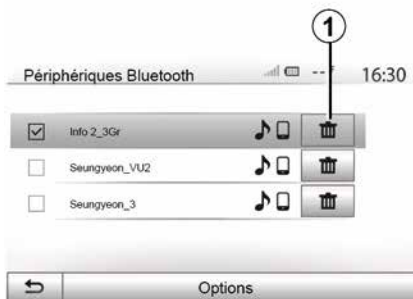 1
Périphériques Bluetooth --° 16:30
Info 2_3Gr
Seungyeon_VU2
Seungyeon_3
Options